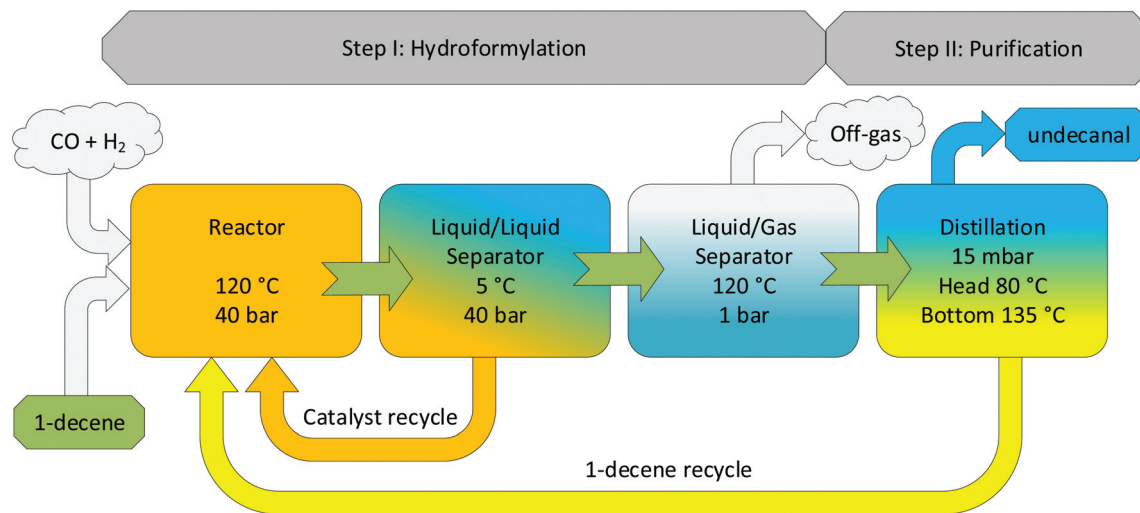 Step I: Hydroformylation
Step II: Purification
CO + H₂
Off-gas
undecanal
Reactor
120 °C
40 bar
Liquid/Liquid
Separator
5 °C
40 bar
Liquid/Gas
Separator
120 °C
1 bar
Distillation
15 mbar
Head 80 °C
Bottom 135 °C
1-decene
Catalyst recycle
1-decene recycle